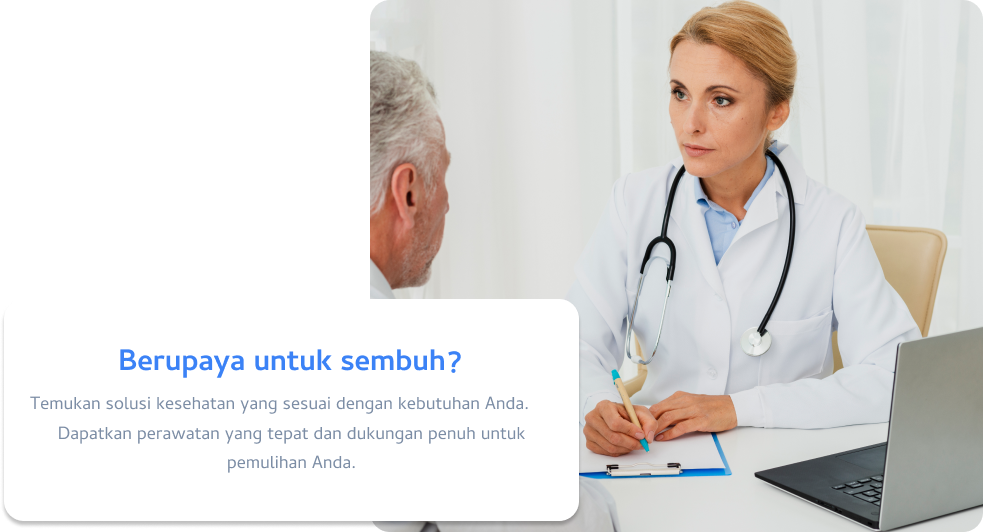 Berupaya untuk sembuh?
Temukan solusi kesehatan yang sesuai dengan kebutuhan Anda.
Dapatkan perawatan yang tepat dan dukungan penuh untuk
pemulihan Anda.